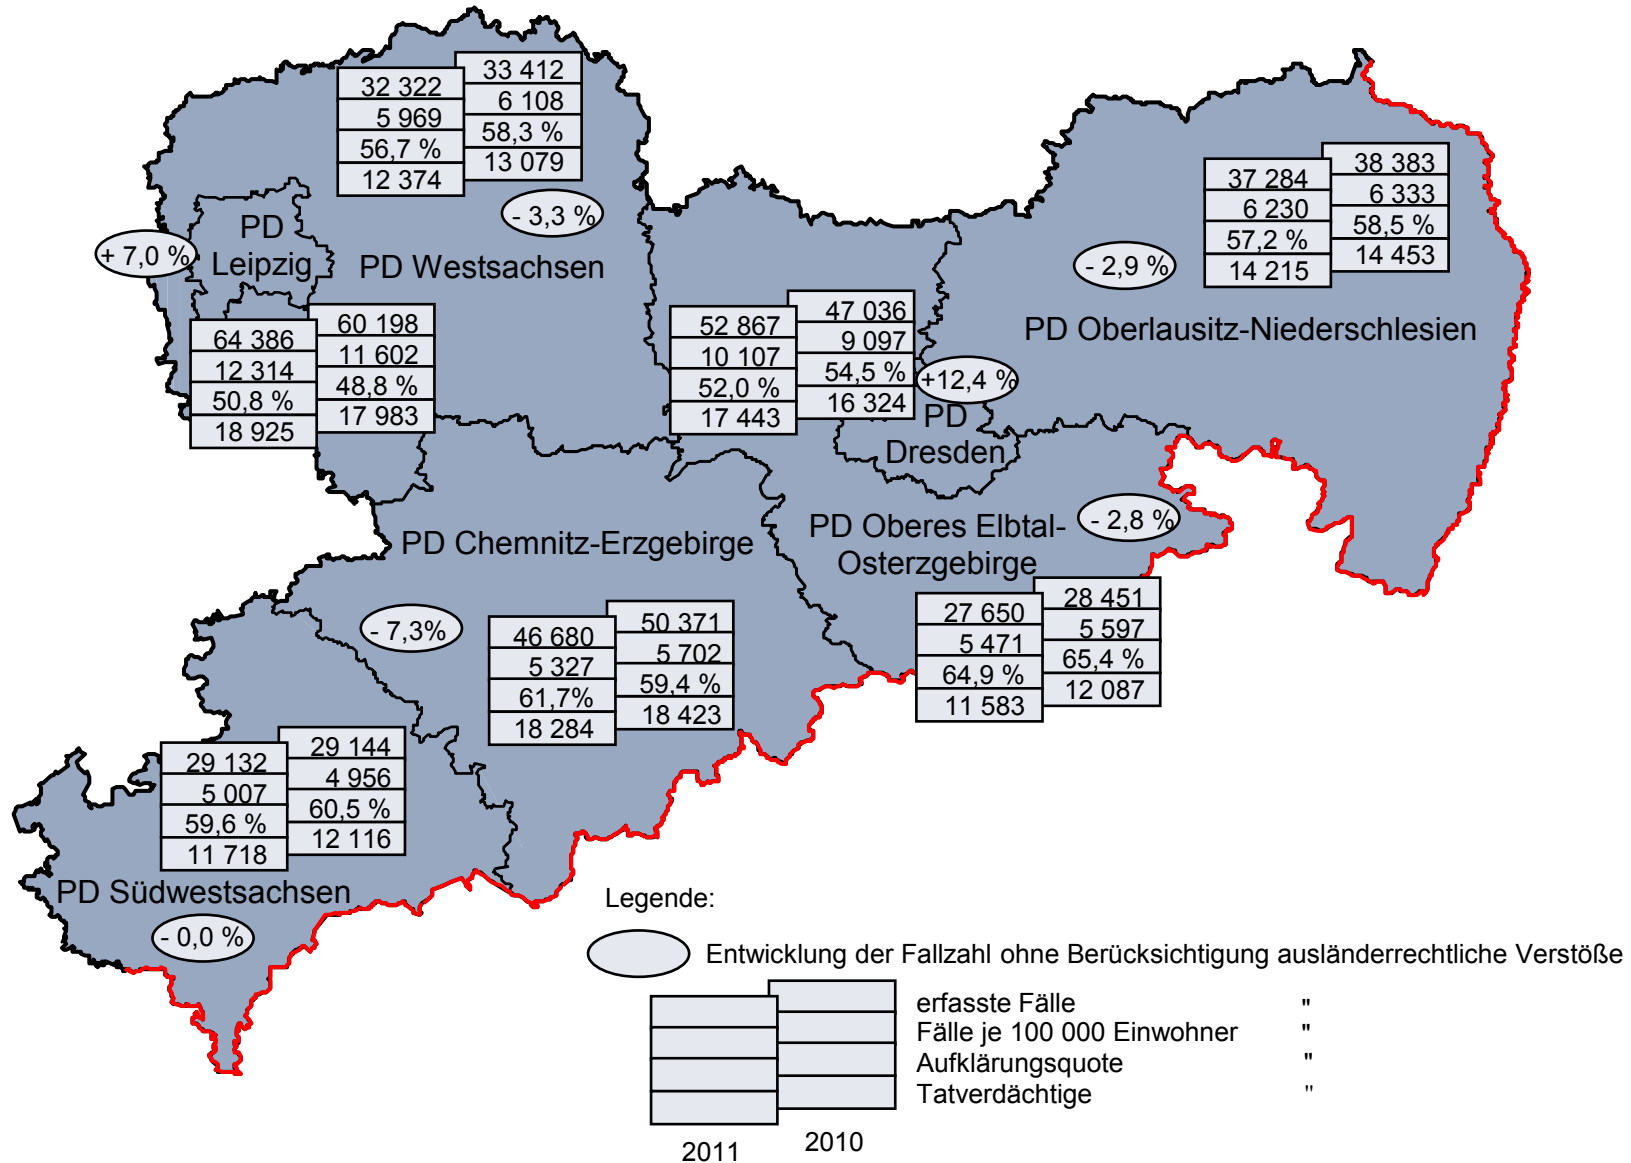 32 322
5 969
56,7 %
12 374
33 412
6 108
58,3 %
13 079
- 3,3 %
PD
Leipzig
+ 7,0 %
PD Westsachsen
64 386
12 314
50,8 %
18 925
60 198
11 602
48,8 %
17 983
37 284
6 230
57,2 %
14 215
38 383
6 333
58,5 %
14 453
- 2,9 %
PD Oberlausitz-Niederschlesien
52 867
10 107
52,0 %
17 443
47 036
9 097
54,5 %
16 324
+12,4 %
PD
Dresden
PD Oberes Elbtal-
Osterzgebirge
- 2,8 %
27 650
5 471
64,9 %
11 583
28 451
5 597
65,4 %
12 087
PD Chemnitz-Erzgebirge
- 7,3%
46 680
5 327
61,7%
18 284
50 371
5 702
59,4 %
18 423
29 132
5 007
59,6 %
11 718
29 144
4 956
60,5 %
12 116
PD Südwestsachsen
- 0,0 %
Legende:
Entwicklung der Fallzahl ohne Berücksichtigung ausländerrechtliche Verstöße
erfasste Fälle "
Fälle je 100 000 Einwohner "
Aufklärungsquote "
Tatverdächtige "
2011
2010